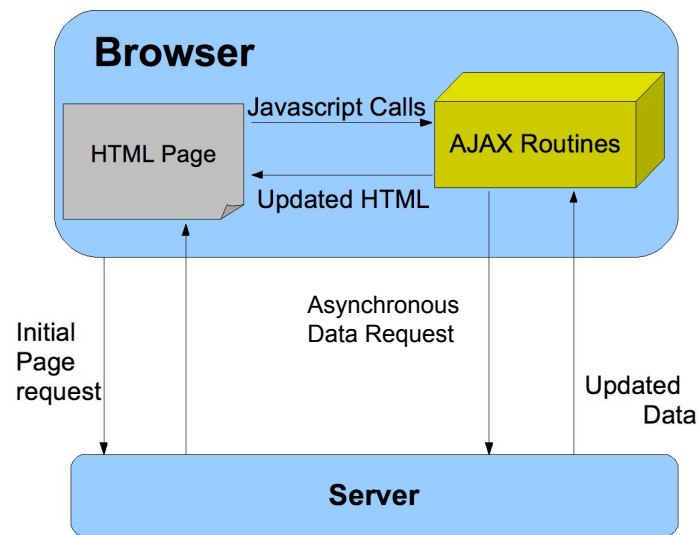 Browser
Javascript Calls
HTML Page
AJAX Routines
Updated HTML
Initial
Page
request
Asynchronous
Data Request
Updated
Data
Server